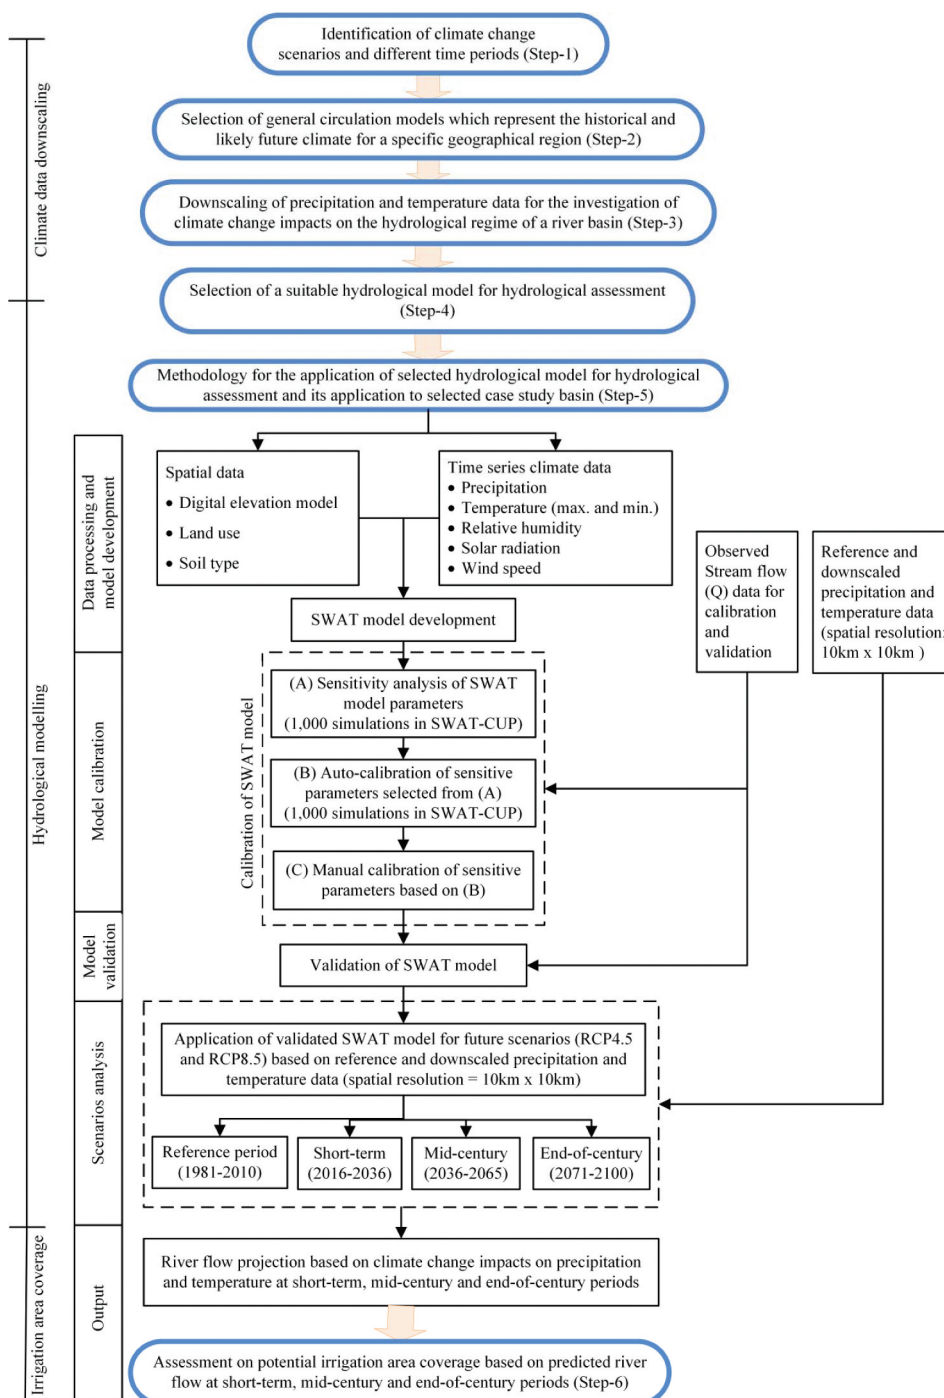 Identification of climate change
scenarios and different time periods (Step-1)
Selection of general circulation models which represent the historical and
likely future climate for a specific geographical region (Step-2)
Downscaling of precipitation and temperature data for the investigation of
climate change impacts on the hydrological regime of a river basin (Step-3)
Climate data downscaling
Selection of a suitable hydrological model for hydrological assessment
(Step-4)
Methodology for the application of selected hydrological model for hydrological
assessment and its application to selected case study basin (Step-5)
Hydrological modelling
Data processing and
model development
Spatial data
• Digital elevation model
• Land use
• Soil type
Time series climate data
• Precipitation
• Temperature (max. and min.)
• Relative humidity
• Solar radiation
• Wind speed
Observed
Stream flow
(Q) data for
calibration
and
validation
Reference and
downscaled
precipitation and
temperature data
(spatial resolution:
10km x 10km )
SWAT model development
Model calibration
Calibration of SWAT model
(A) Sensitivity analysis of SWAT
model parameters
(1,000 simulations in SWAT-CUP)
(B) Auto-calibration of sensitive
parameters selected from (A)
(1,000 simulations in SWAT-CUP)
(C) Manual calibration of sensitive
parameters based on (B)
Model
validation
Validation of SWAT model
Scenarios analysis
Application of validated SWAT model for future scenarios (RCP4.5
and RCP8.5) based on reference and downscaled precipitation and
temperature data (spatial resolution = 10km x 10km)
Reference period
(1981-2010)
Short-term
(2016-2036)
Mid-century
(2036-2065)
End-of-century
(2071-2100)
Irrigation area coverage
Output
River flow projection based on climate change impacts on precipitation
and temperature at short-term, mid-century and end-of-century periods
Assessment on potential irrigation area coverage based on predicted river
flow at short-term, mid-century and end-of-century periods (Step-6)